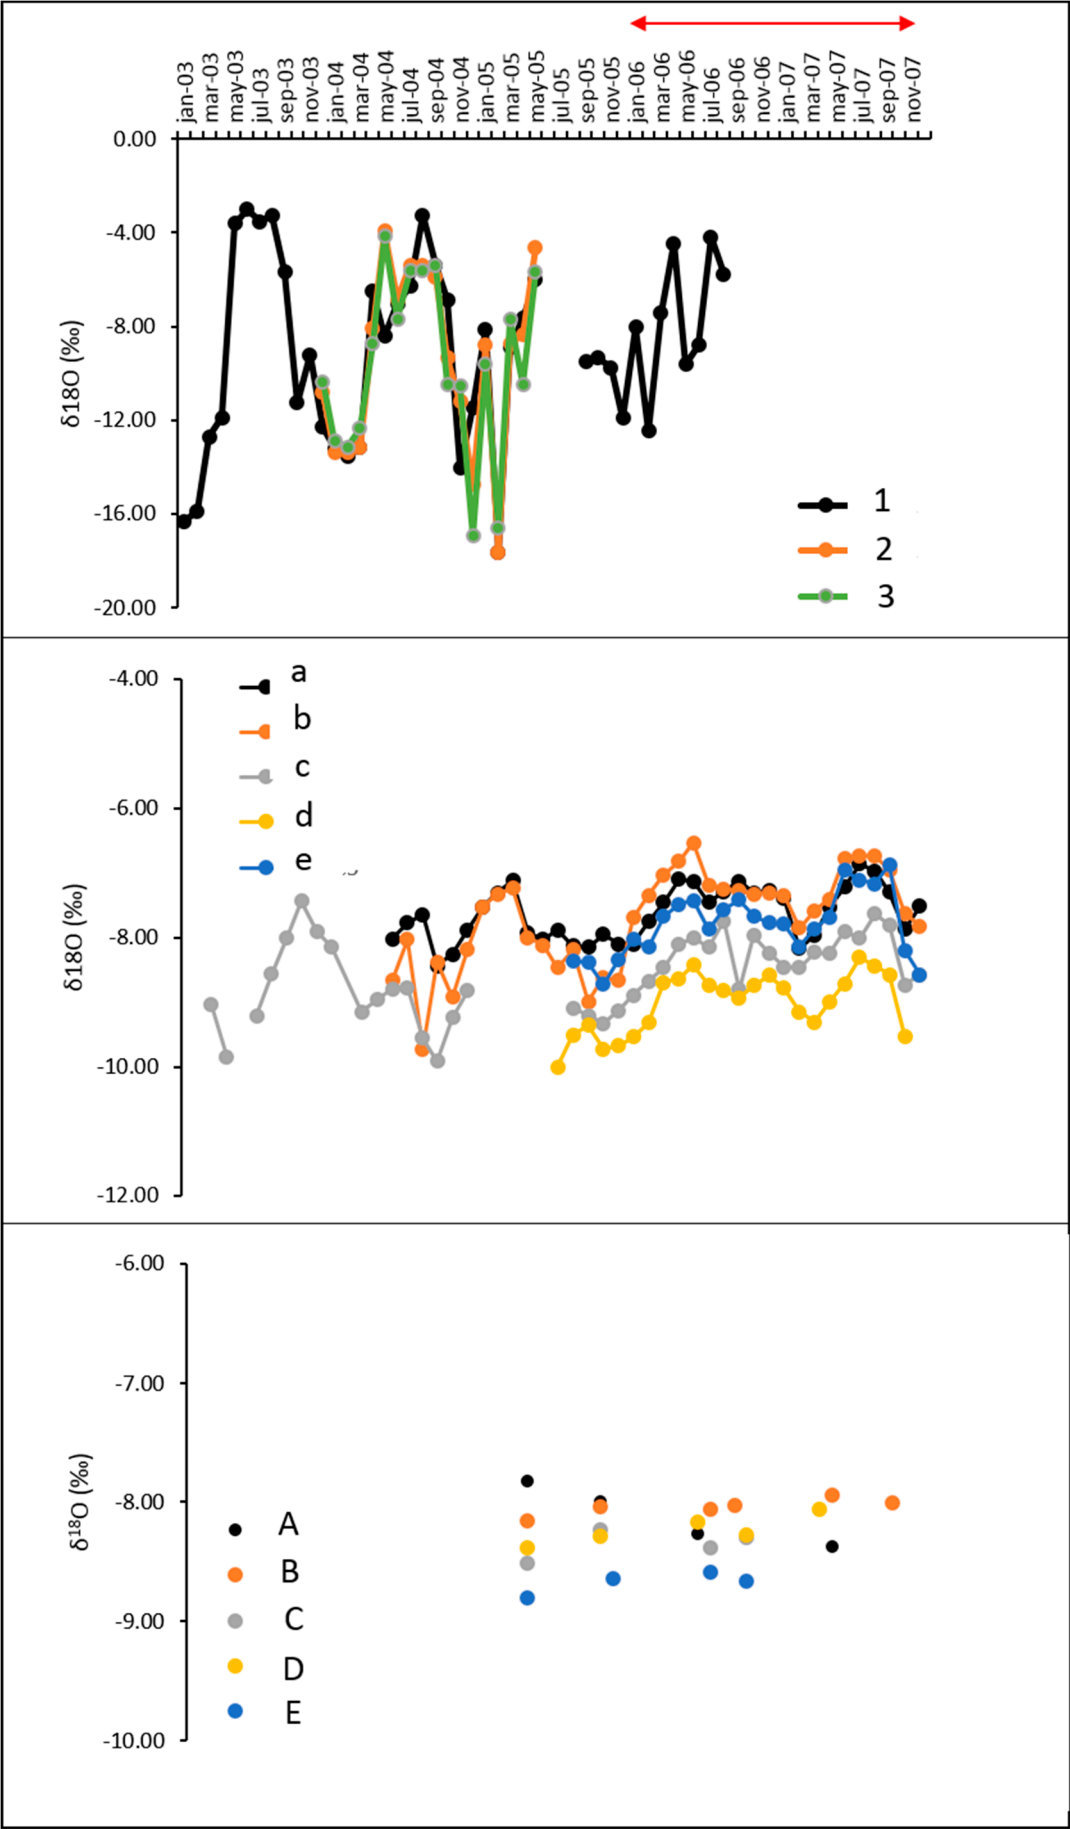 jan-03 mar-03 may-03 jul-03 sep-03 nov-03 jan-04 mar-04 may-04 jul-04 sep-04 nov-04 jan-05 mar-05 may-05 jul-05 sep-05 nov-05 jan-06 mar-06 may-06 jul-06 sep-06 nov-06 jan-07 mar-07 may-07 jul-07 sep-07 nov-07
0.00
-4.00
-8.00
-12.00
-16.00
-20.00
δ18O (‰)
1
2
3
-4.00
-6.00
-8.00
-10.00
-12.00
δ18O (‰)
a
b
c
d
e
-6.00
-7.00
-8.00
-9.00
-10.00
δ¹⁸O (‰)
A
B
C
D
E